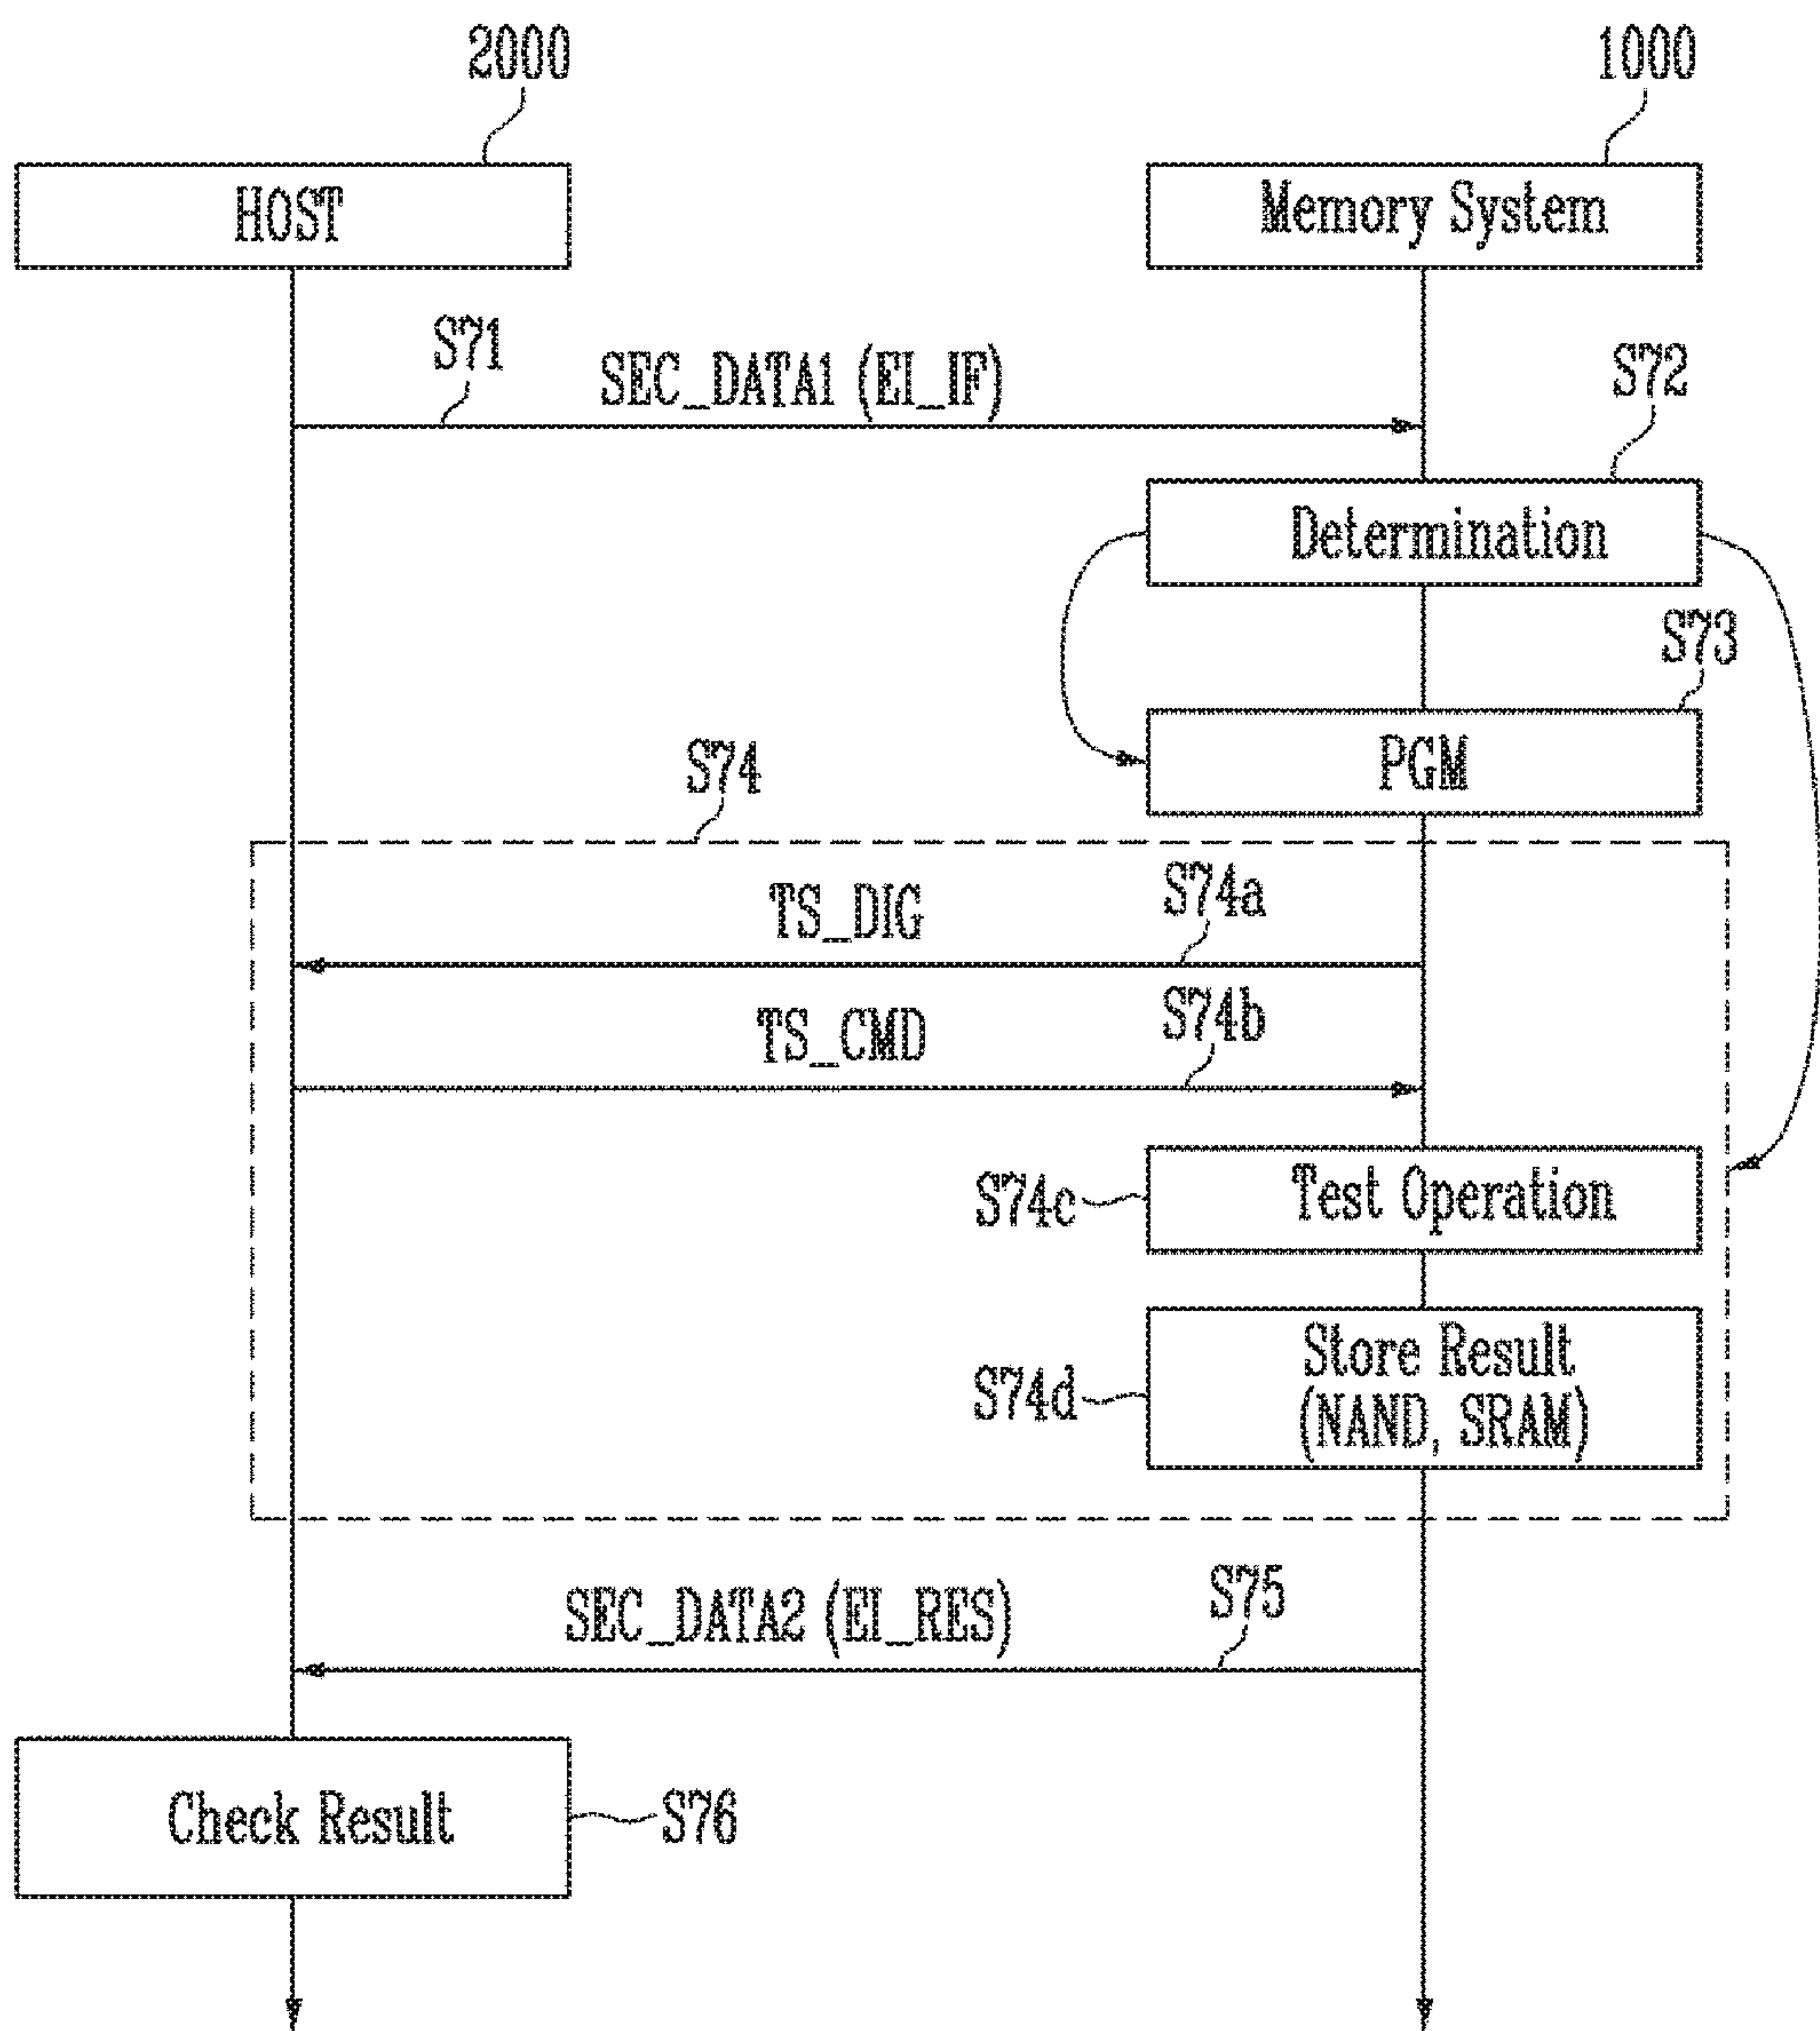 2000
1000
HOST
Memory System
S71
SEC_DATA1 (EI_IF)
S72
Determination
S73
PGM
S74
TS_DIG
S74a
TS_CMD
S74b
S74c
Test Operation
S74d
Store Result
(NAND, SRAM)
SEC_DATA2 (EI_RES)
S75
Check Result
S76